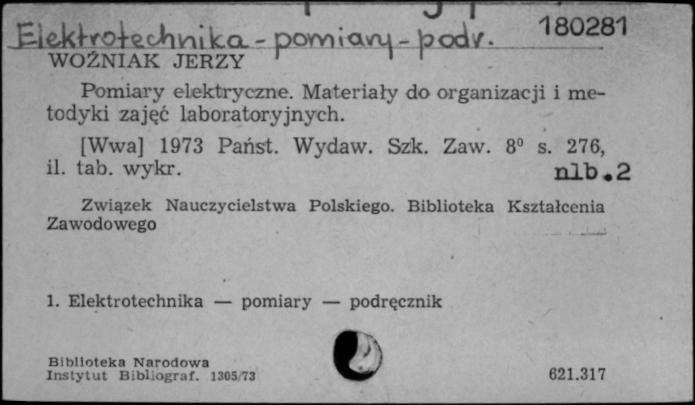 Elektrotechnika - pomiary - podr. 180281
WOŹNIAK JERZY
Pomiary elektryczne. Materiały do organizacji i me-
todyki zajęć laboratoryjnych.
[Wwa] 1973 Państ. Wydaw. Szk. Zaw. 8⁰ s. 276,
il. tab. wykr. nlb.2
Związek Nauczycielstwa Polskiego. Biblioteka Kształcenia
Zawodowego
1. Elektrotechnika — pomiary — podręcznik
Biblioteka Narodowa
Instytut Bibliograf. 1305/73 621.317